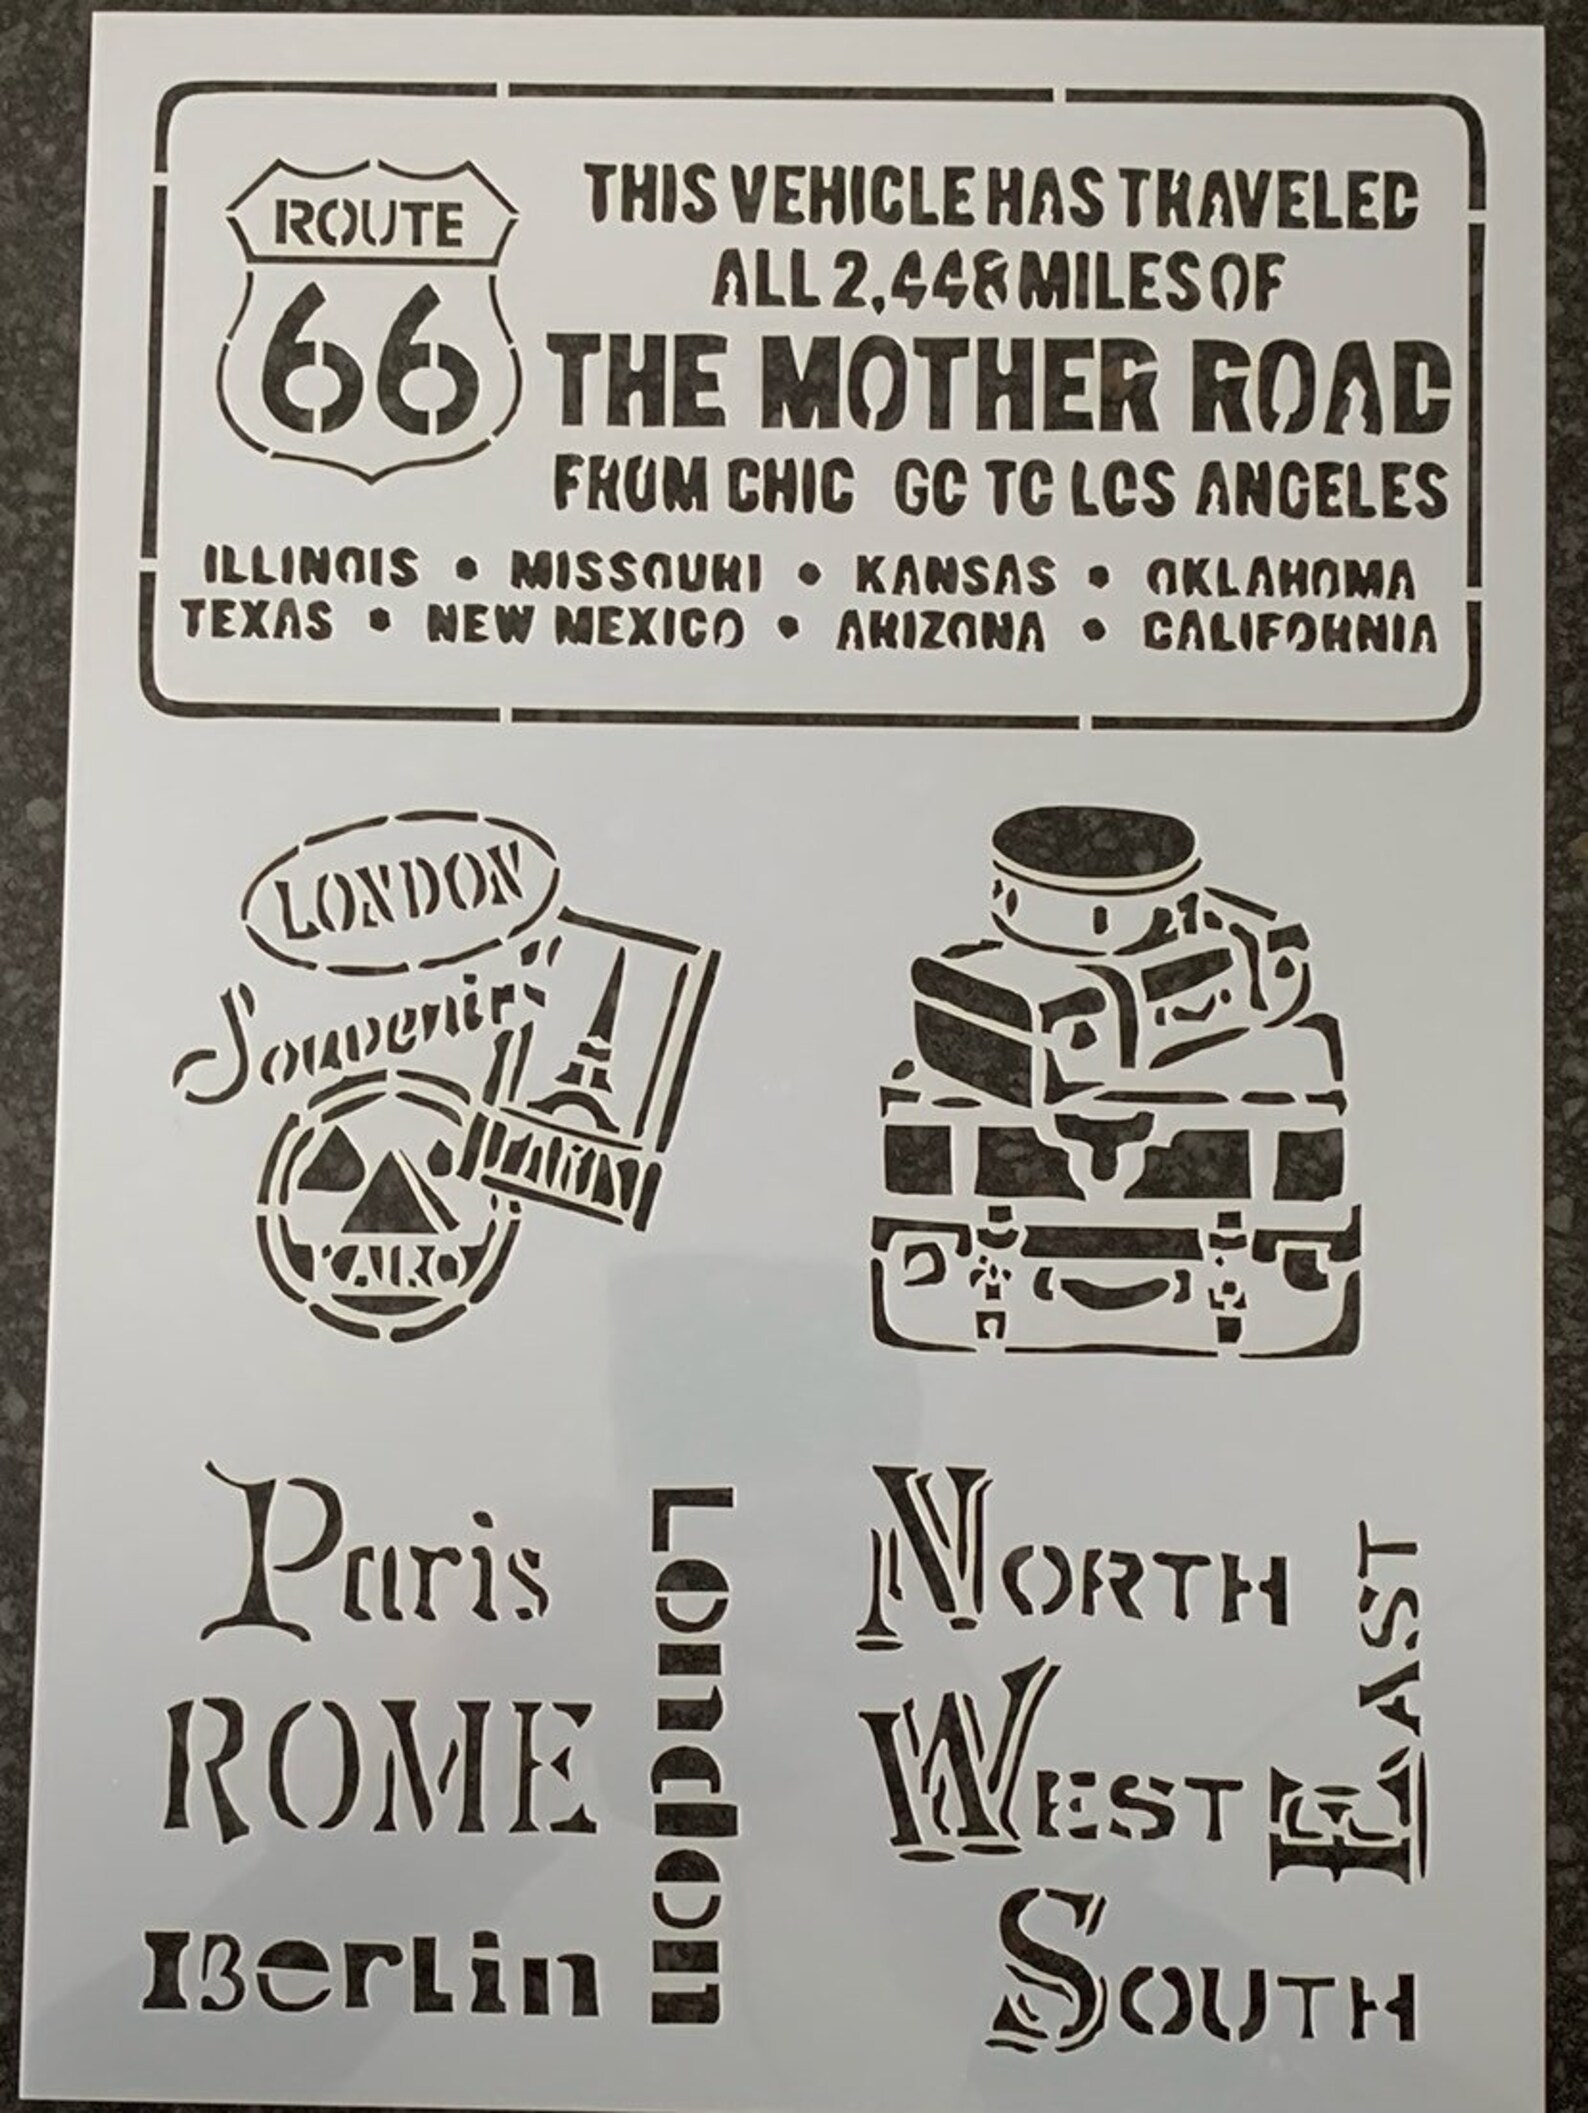 ROUTE
66
THIS VEHICLE HAS TRAVELED
ALL 2,448 MILES OF
THE MOTHER ROAD
FROM CHIC GO TO LOS ANGELES
ILLINOIS • MISSOURI • KANSAS • OKLAHOMA
TEXAS • NEW MEXICO • ARIZONA • CALIFORNIA
LONDON
Souvenir
PARIS
KAIRO
Paris
ROME
Berlin
London
NORTH
EAST
WEST
SOUTH